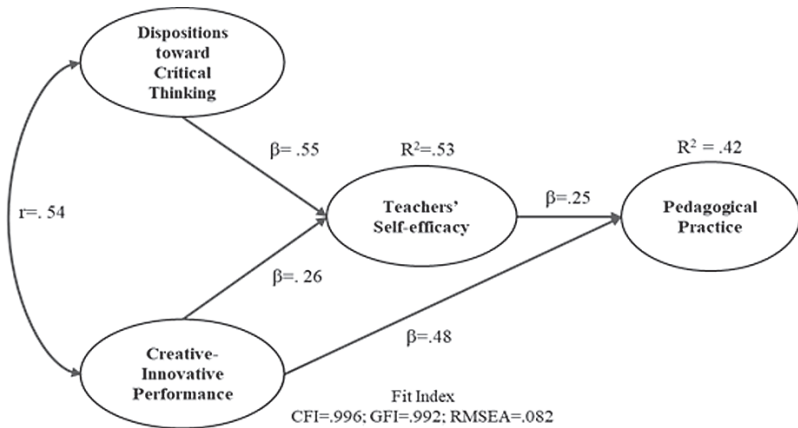 Dispositions
toward
Critical
Thinking
β= .55
R²=.53
R² = .42
r=. 54
Teachers’
Self-efficacy
β=.25
Pedagogical
Practice
β=. 26
β=.48
Creative-
Innovative
Performance
Fit Index
CFI=.996; GFI=.992; RMSEA=.082